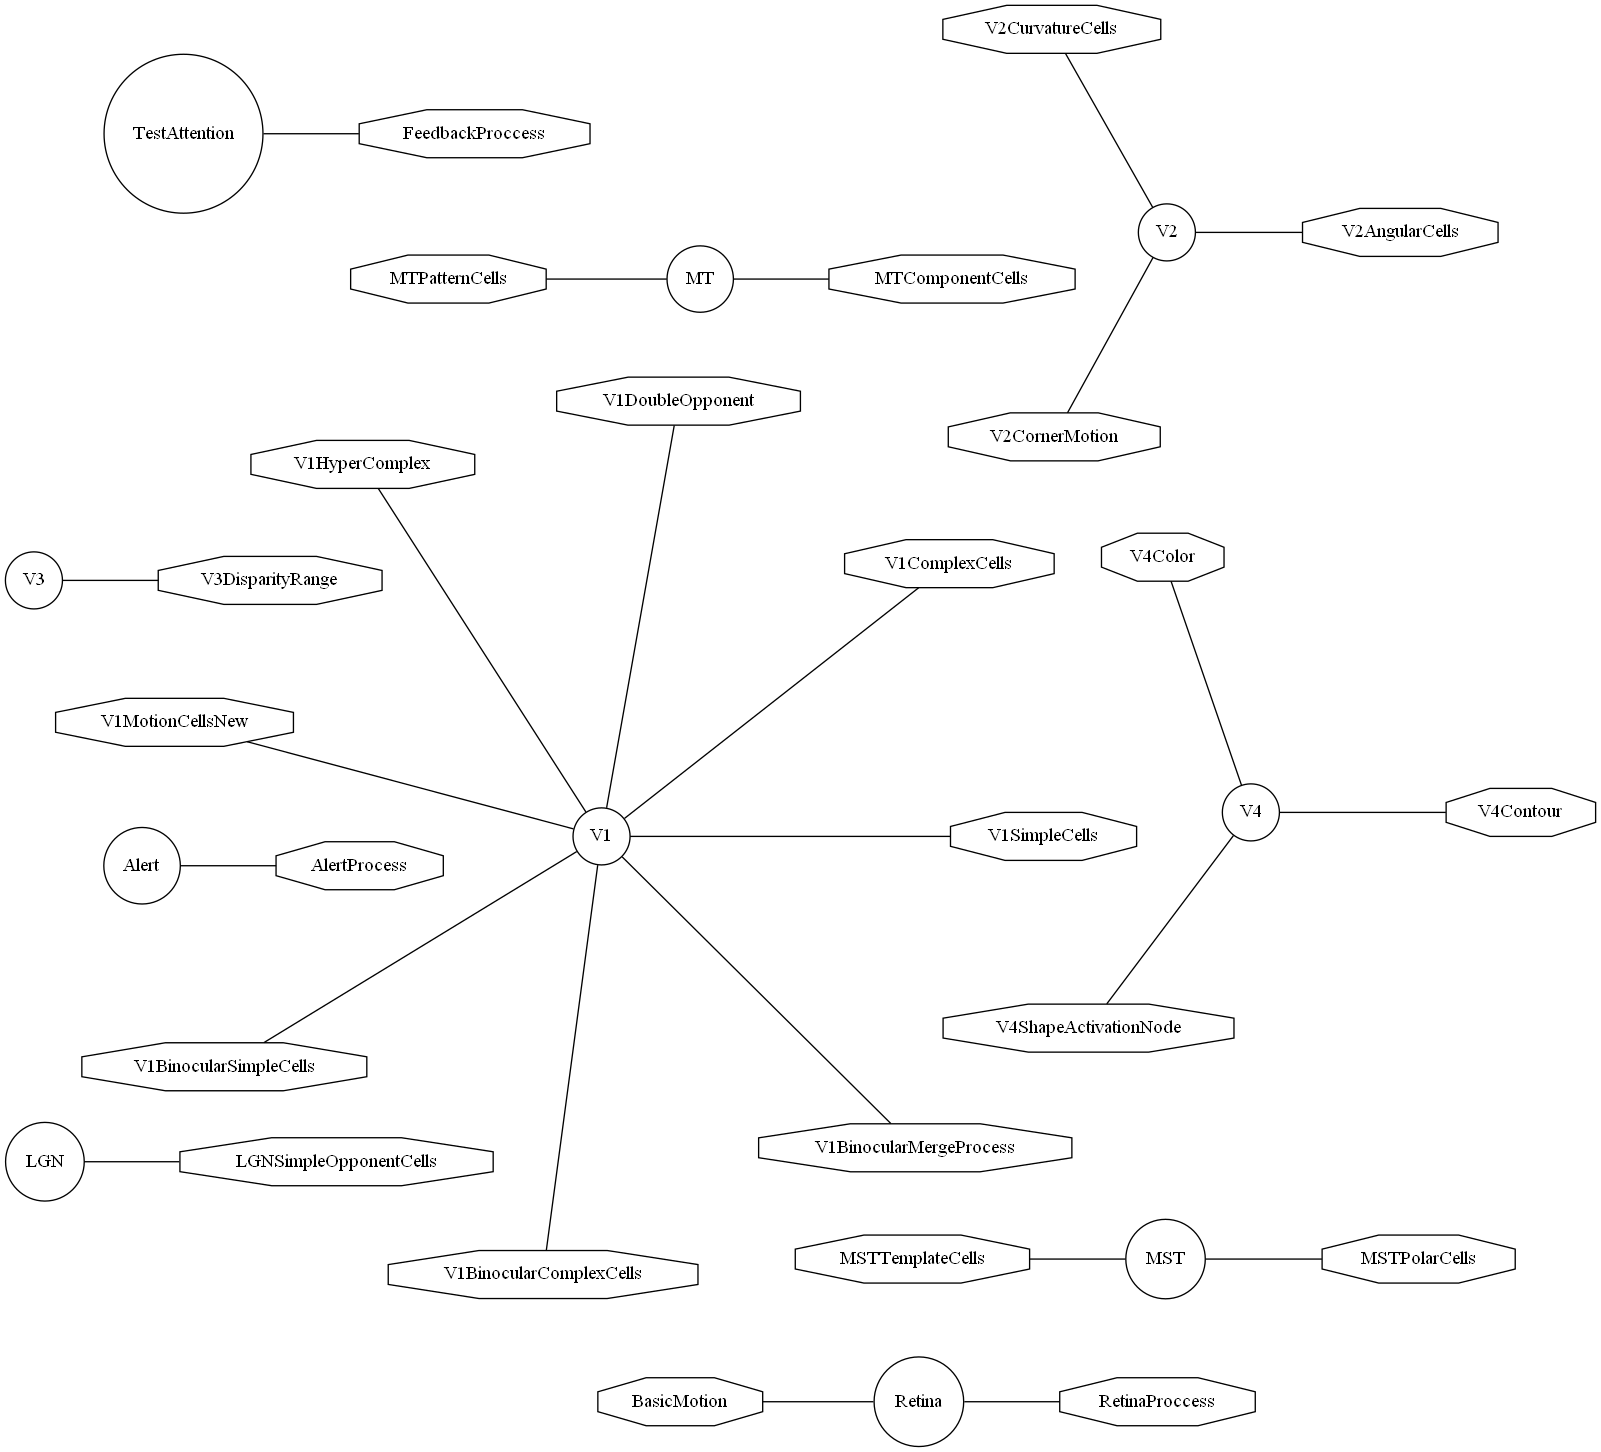 V2CurvatureCells
TestAttention
FeedbackProccess
V2
V2AngularCells
MTPatternCells
MT
MTComponentCells
V1DoubleOpponent
V2CornerMotion
V1HyperComplex
V4Color
V1ComplexCells
V3
V3DisparityRange
V1MotionCellsNew
V4
V4Contour
V1
V1SimpleCells
Alert
AlertProcess
V4ShapeActivationNode
V1BinocularSimpleCells
V1BinocularMergeProcess
LGN
LGNSimpleOpponentCells
MSTTemplateCells
MST
MSTPolarCells
V1BinocularComplexCells
BasicMotion
Retina
RetinaProccess